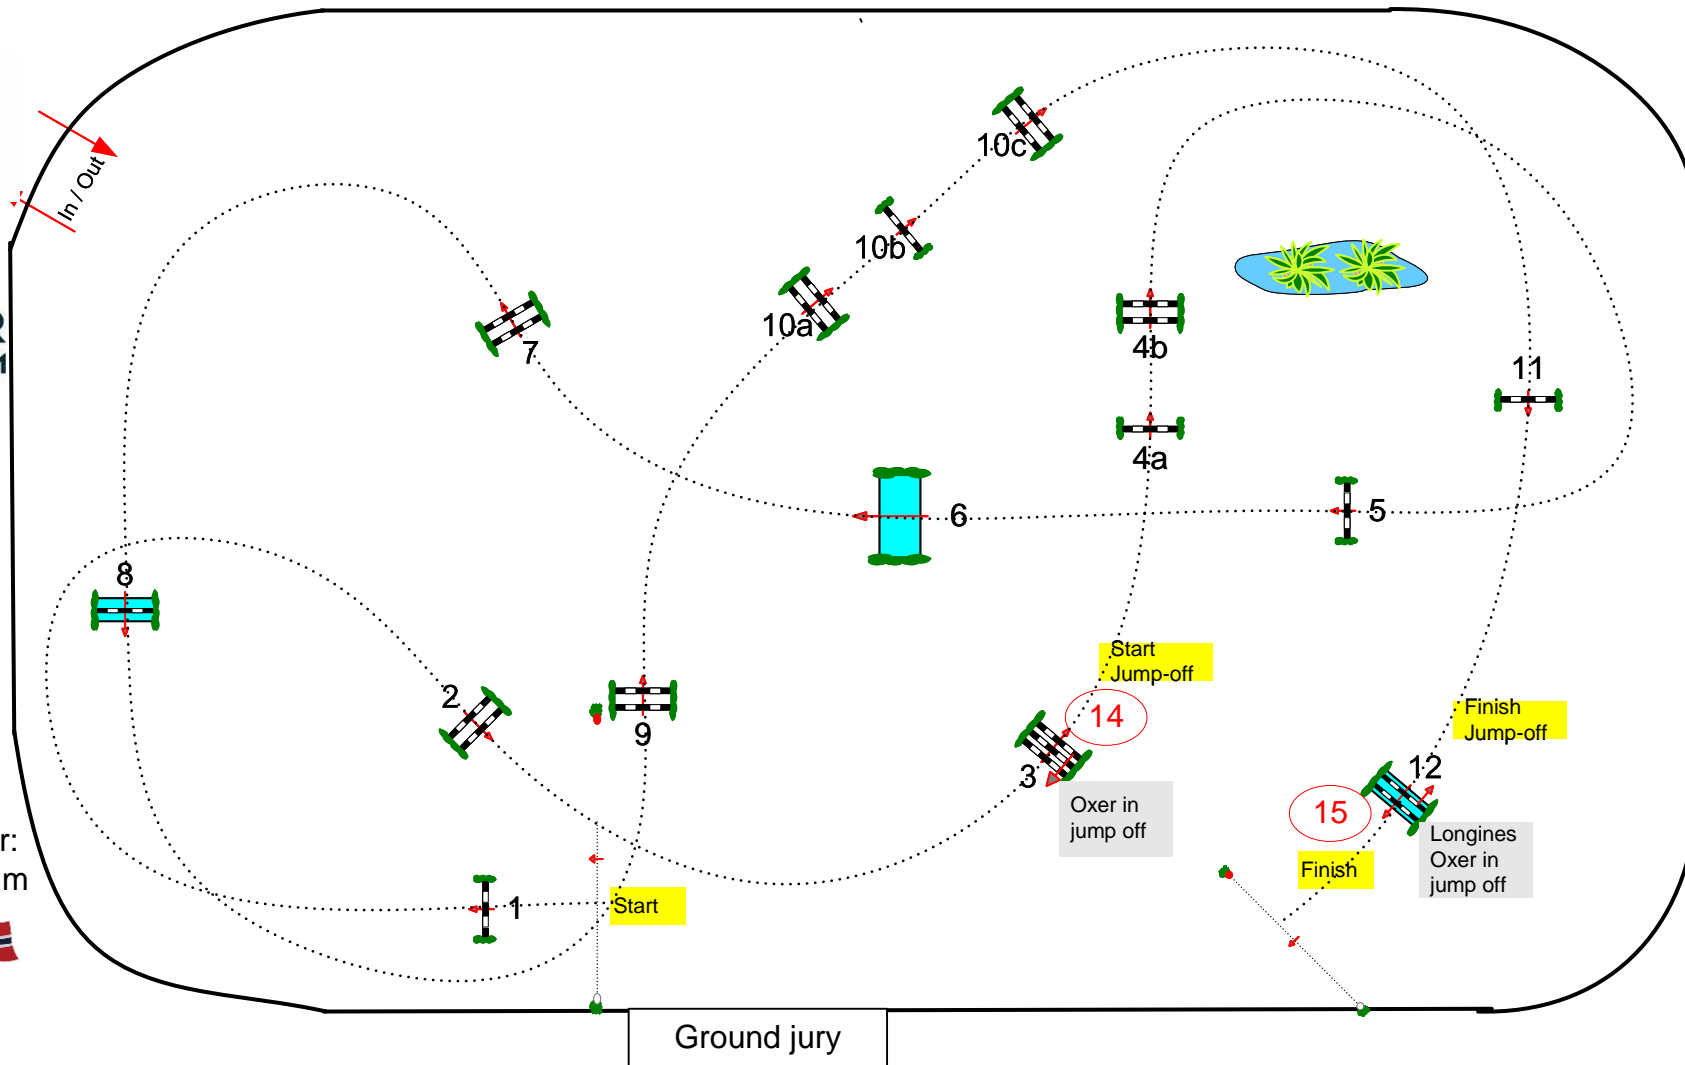 In / Out
10c
10b
10a
7
4b
4a
11
5
6
8
2
9
Start
Jump-off
14
3
Oxer in
jump off
Finish
Jump-off
12
15
Longines
Oxer in
jump off
Finish
r:
m
1
Start
Ground jury